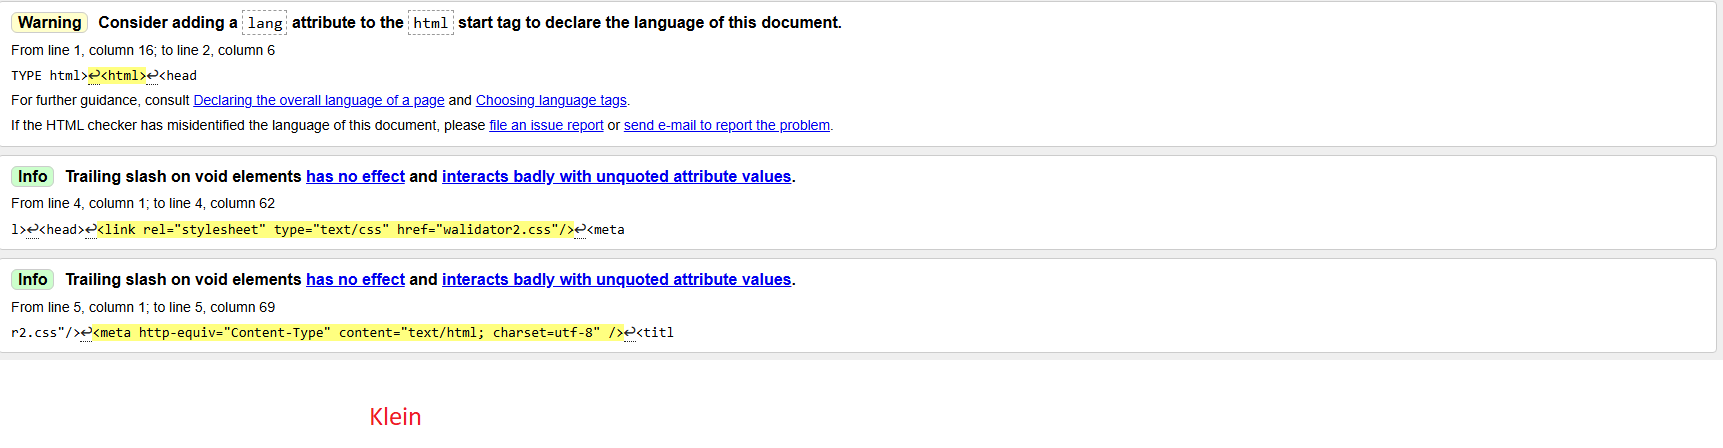 Warning Consider adding a lang attribute to the html start tag to declare the language of this document.
From line 1, column 16; to line 2, column 6
TYPE html>↩<html>↩<head
For further guidance, consult Declaring the overall language of a page and Choosing language tags.
If the HTML checker has misidentified the language of this document, please file an issue report or send e-mail to report the problem.
Info Trailing slash on void elements has no effect and interacts badly with unquoted attribute values.
From line 4, column 1; to line 4, column 62
l>↩<head>↩<link rel="stylesheet" type="text/css" href="walidator2.css"/>↩<meta
Info Trailing slash on void elements has no effect and interacts badly with unquoted attribute values.
From line 5, column 1; to line 5, column 69
r2.css"/>↩<meta http-equiv="Content-Type" content="text/html; charset=utf-8" />↩<titl
Klein